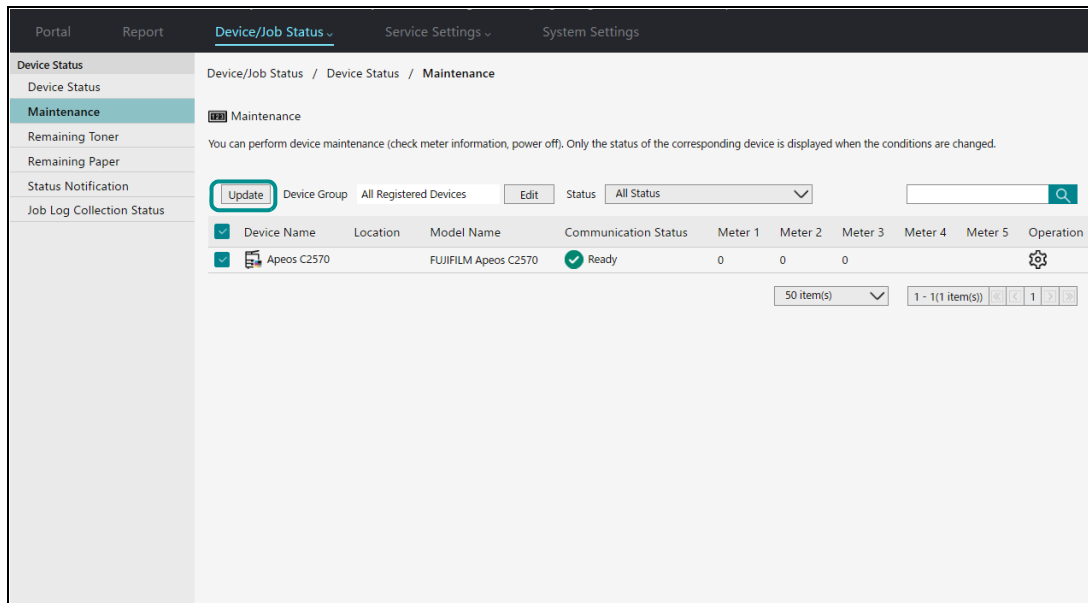 Portal Report Device/Job Status Service Settings System Settings
Device Status
Device Status
Maintenance
Remaining Toner
Remaining Paper
Status Notification
Job Log Collection Status
Device/Job Status / Device Status / Maintenance
123 Maintenance
You can perform device maintenance (check meter information, power off). Only the status of the corresponding device is displayed when the conditions are changed.
Update Device Group All Registered Devices Edit Status All Status
Device Name Location Model Name Communication Status Meter 1 Meter 2 Meter 3 Meter 4 Meter 5 Operation
Apeos C2570 FUJIFILM Apeos C2570 Ready 0 0 0
50 item(s) 1 - 1(1 item(s)) 1